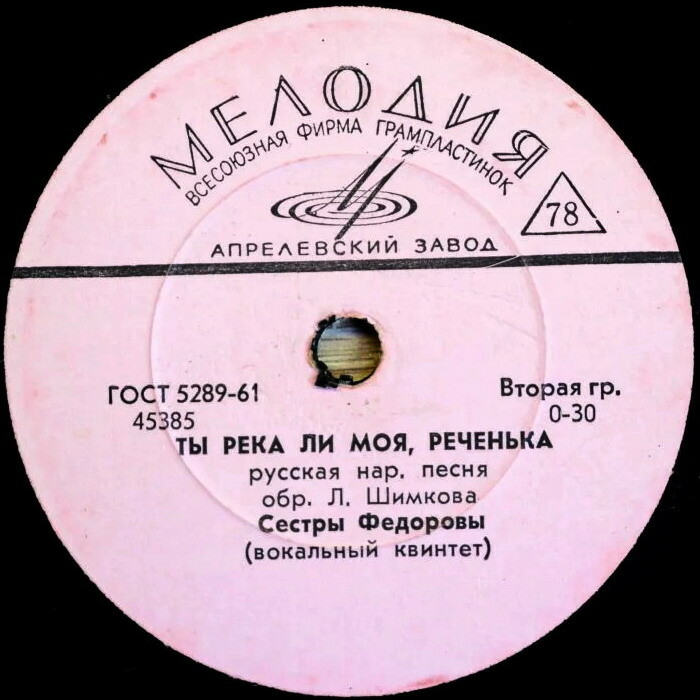 МЕЛОДИЯ
ВСЕСОЮЗНАЯ ФИРМА ГРАМПЛАСТИНОК
78
АПРЕЛЕВСКИЙ ЗАВОД
ГОСТ 5289-61
45385
Вторая гр.
0-30
ТЫ РЕКА ЛИ МОЯ, РЕЧЕНЬКА
русская нар. песня
обр. Л. Шимкова
Сестры Федоровы
(вокальный квинтет)